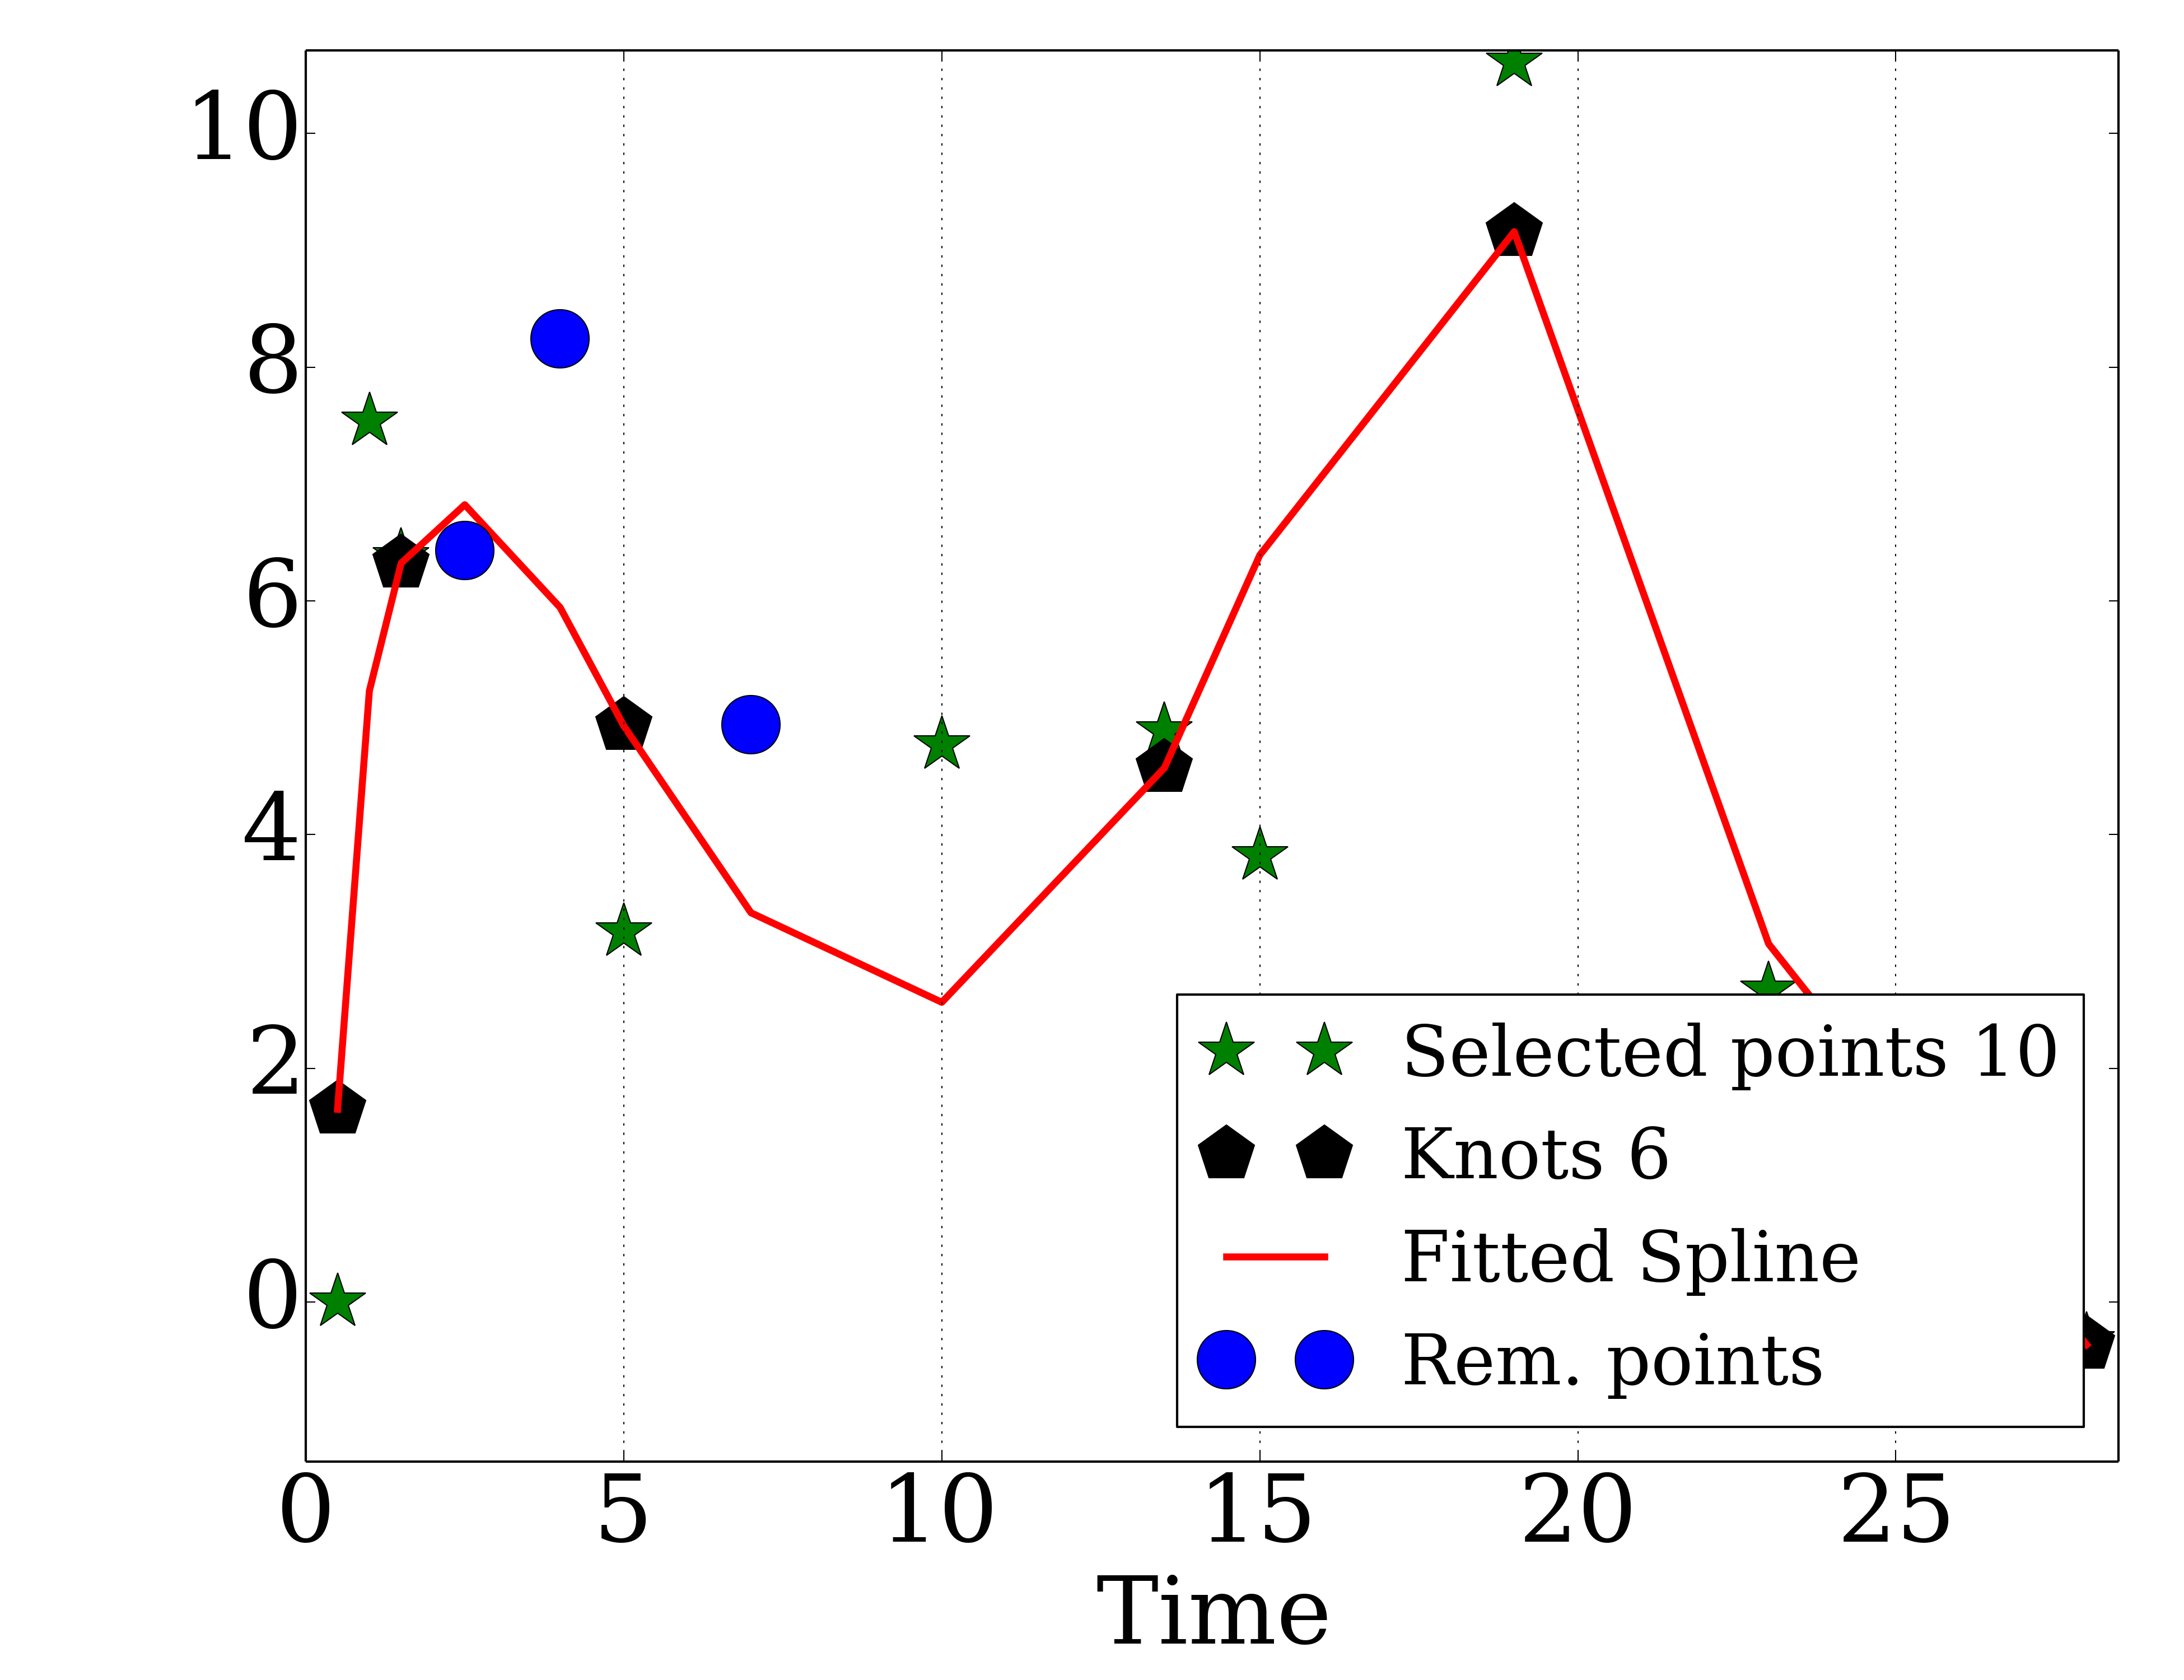 10
8
6
4
2
0
Selected points 10
Knots 6
Fitted Spline
Rem. points
0 5 10 15 20 25
Time